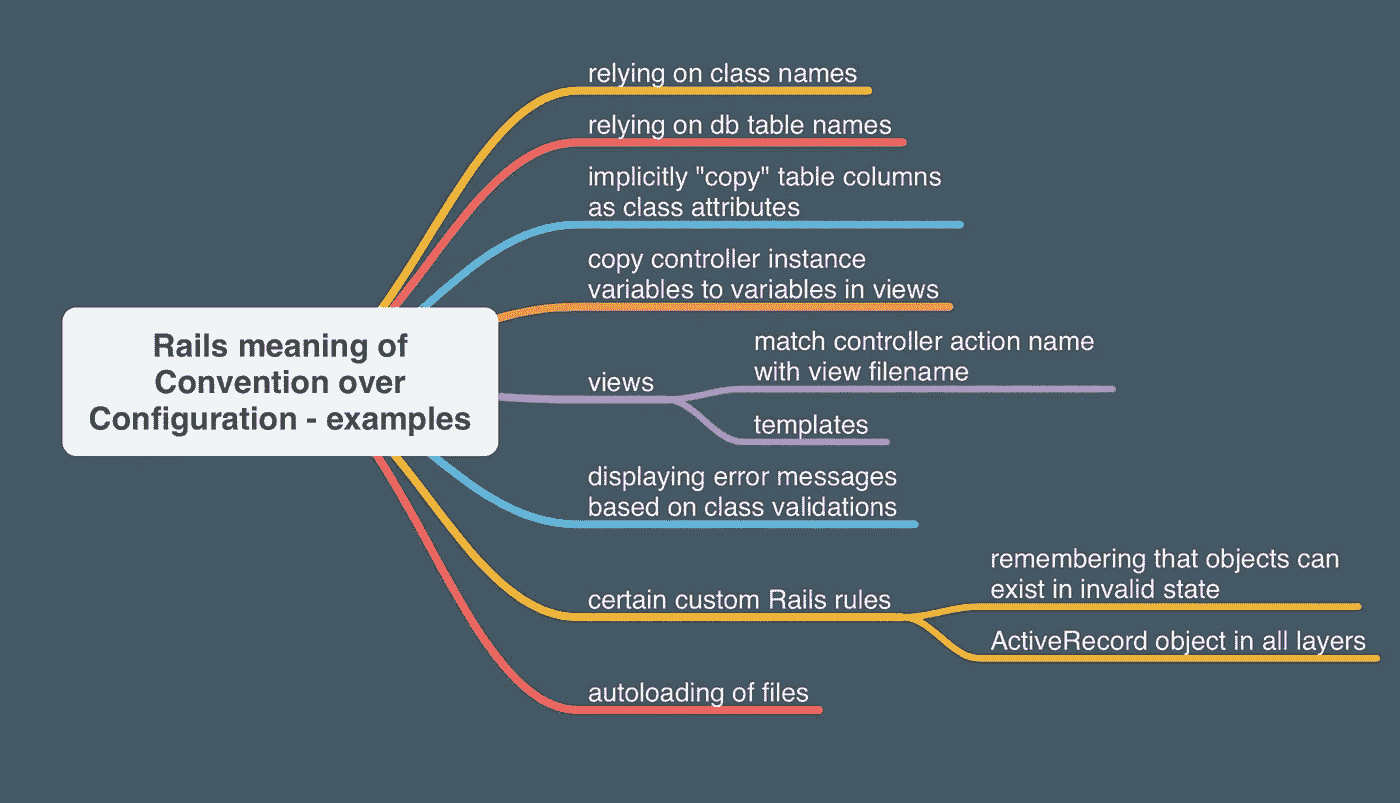 Rails meaning of
Convention over
Configuration - examples
relying on class names
relying on db table names
implicitly "copy" table columns
as class attributes
copy controller instance
variables to variables in views
views
match controller action name
with view filename
templates
displaying error messages
based on class validations
certain custom Rails rules
remembering that objects can
exist in invalid state
ActiveRecord object in all layers
autoloading of files